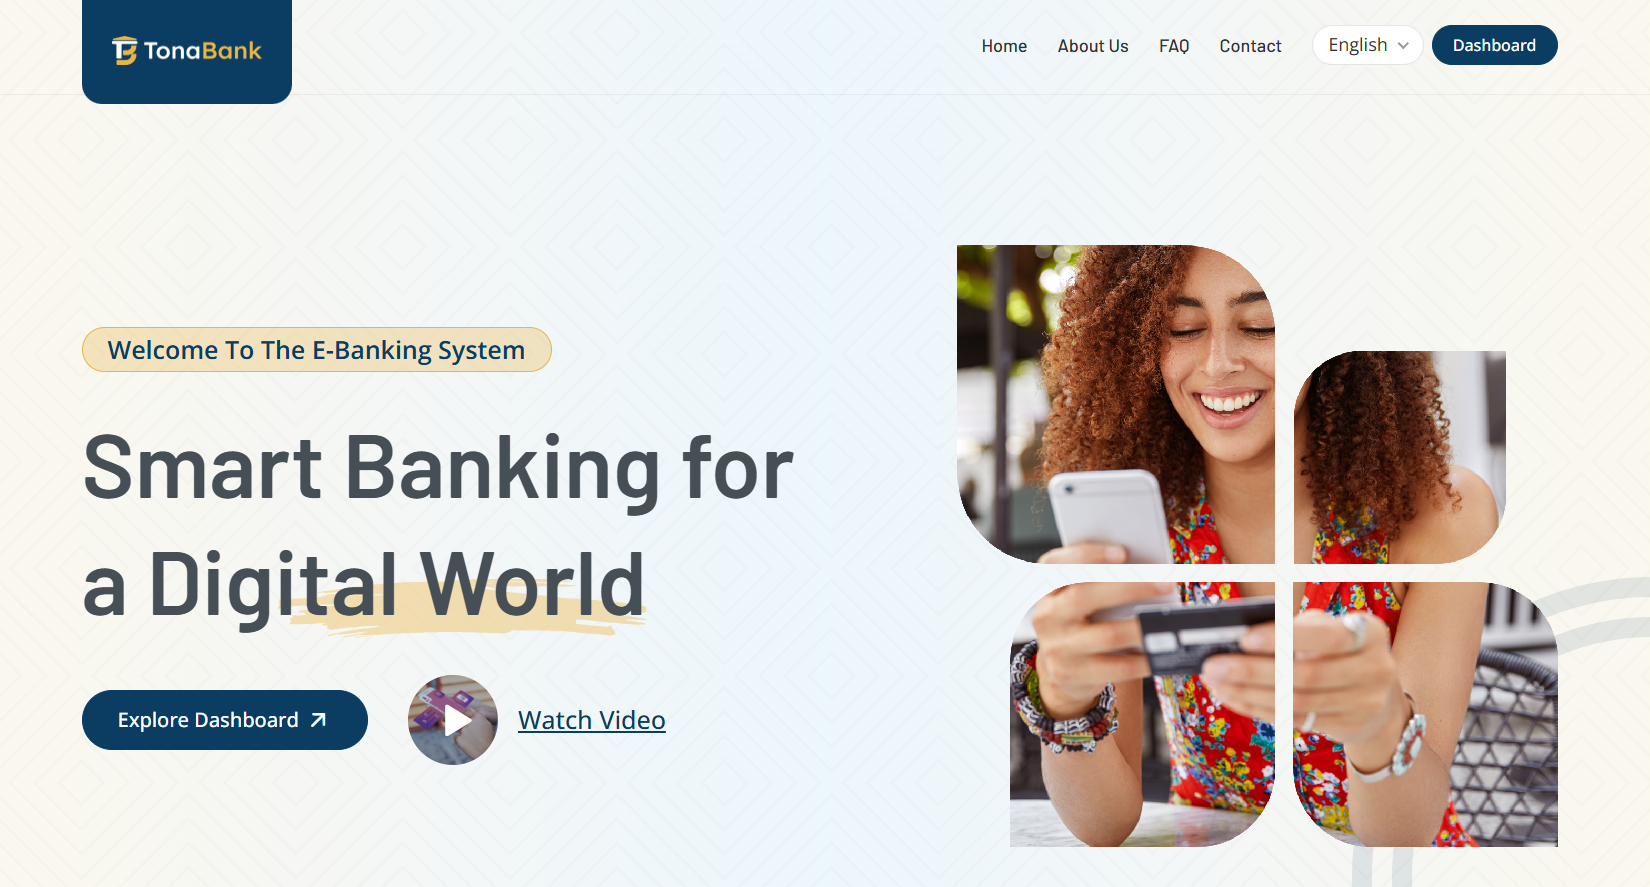 TonaBank
Home About Us FAQ Contact English Dashboard
Welcome To The E-Banking System
Smart Banking for
a Digital World
Explore Dashboard
Watch Video